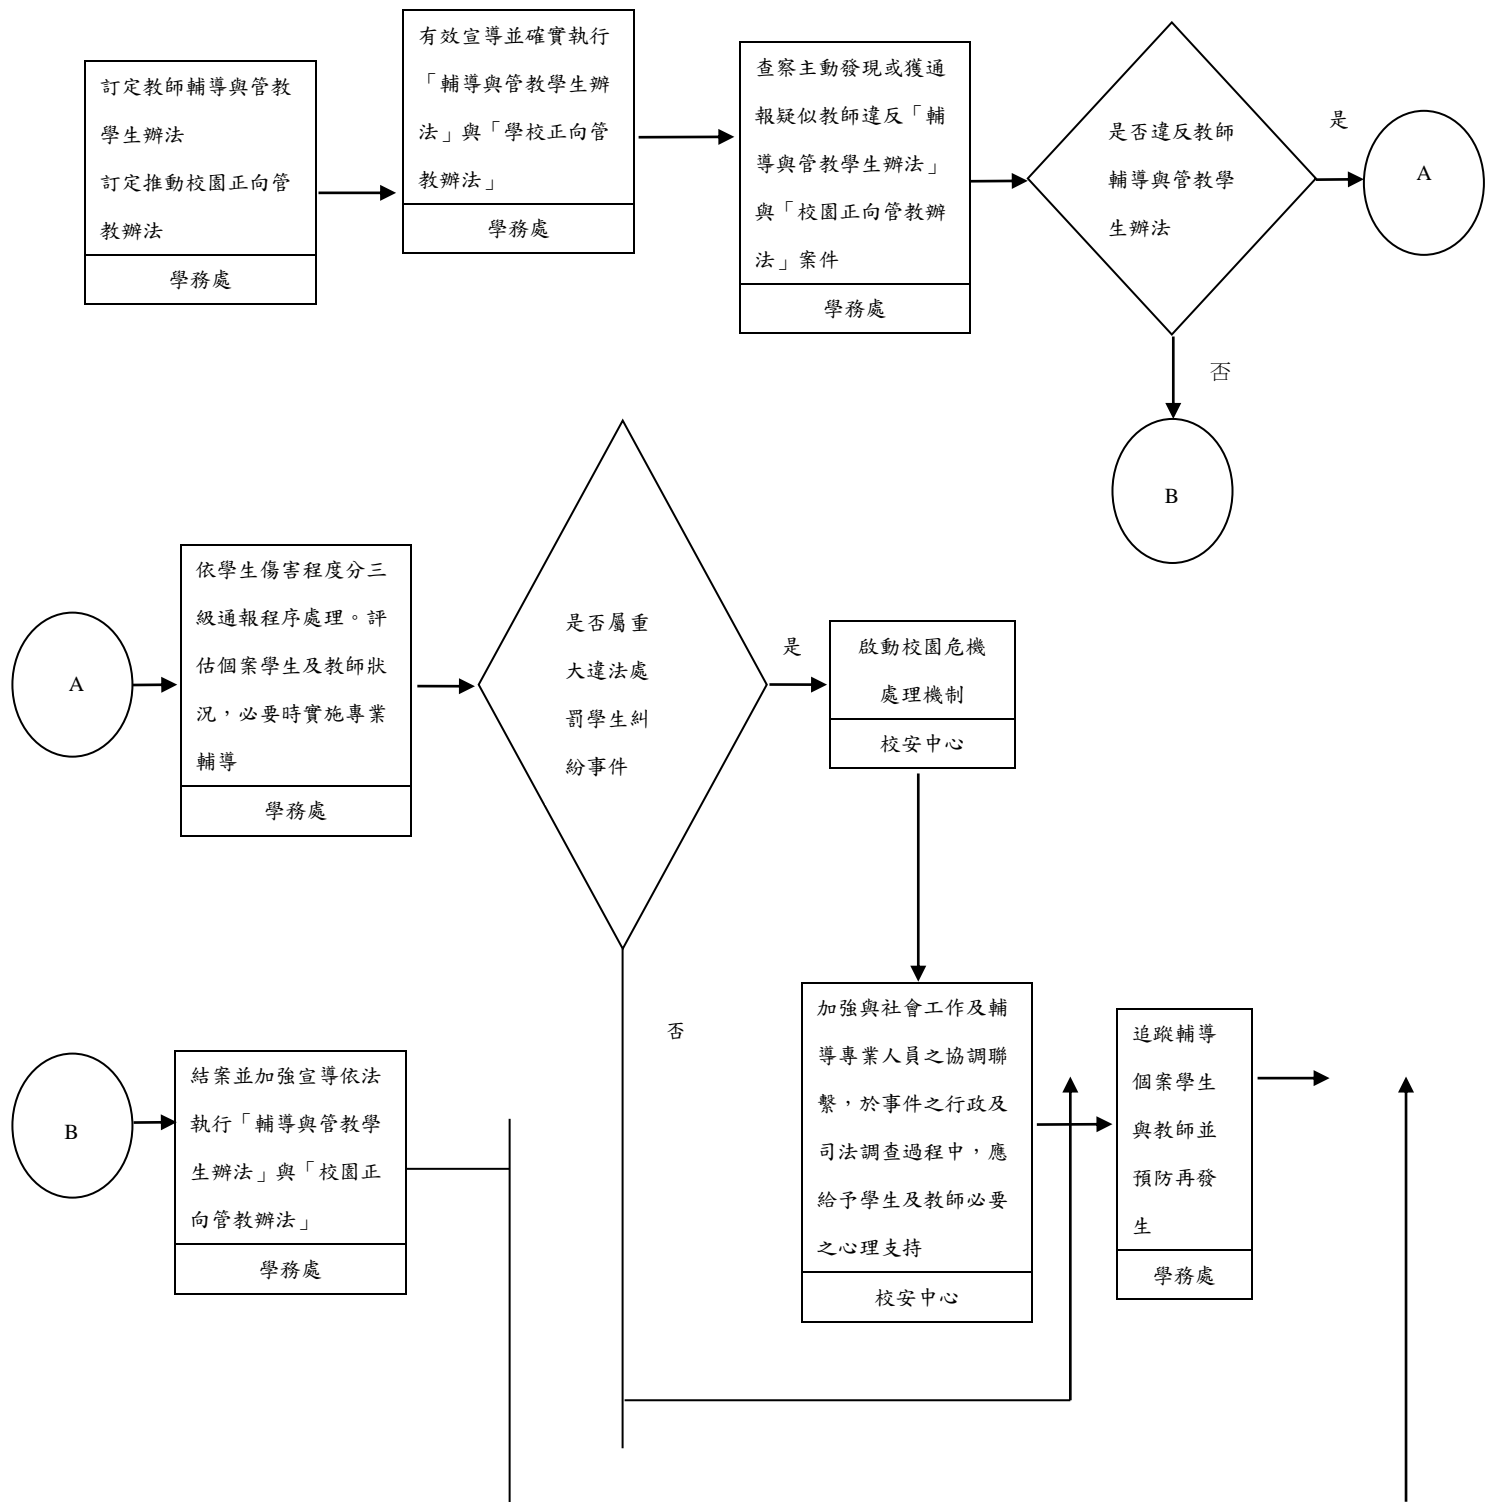 訂定教師輔導與管教
學生辦法
訂定推動校園正向管
教辦法
學務處
有效宣導並確實執行
「輔導與管教學生辦
法」與「學校正向管
教辦法」
學務處
查察主動發現或獲通
報疑似教師違反「輔
導與管教學生辦法」
與「校園正向管教辦
法」案件
學務處
是否違反教師
輔導與管教學
生辦法
是
A
否
B
A
依學生傷害程度分三
級通報程序處理。評
估個案學生及教師狀
況，必要時實施專業
輔導
學務處
是否屬重
大違法處
罰學生糾
紛事件
是
啟動校園危機
處理機制
校安中心
否
加強與社會工作及輔
導專業人員之協調聯
繫，於事件之行政及
司法調查過程中，應
給予學生及教師必要
之心理支持
校安中心
追蹤輔導
個案學生
與教師並
預防再發
生
學務處
B
結案並加強宣導依法
執行「輔導與管教學
生辦法」與「校園正
向管教辦法」
學務處